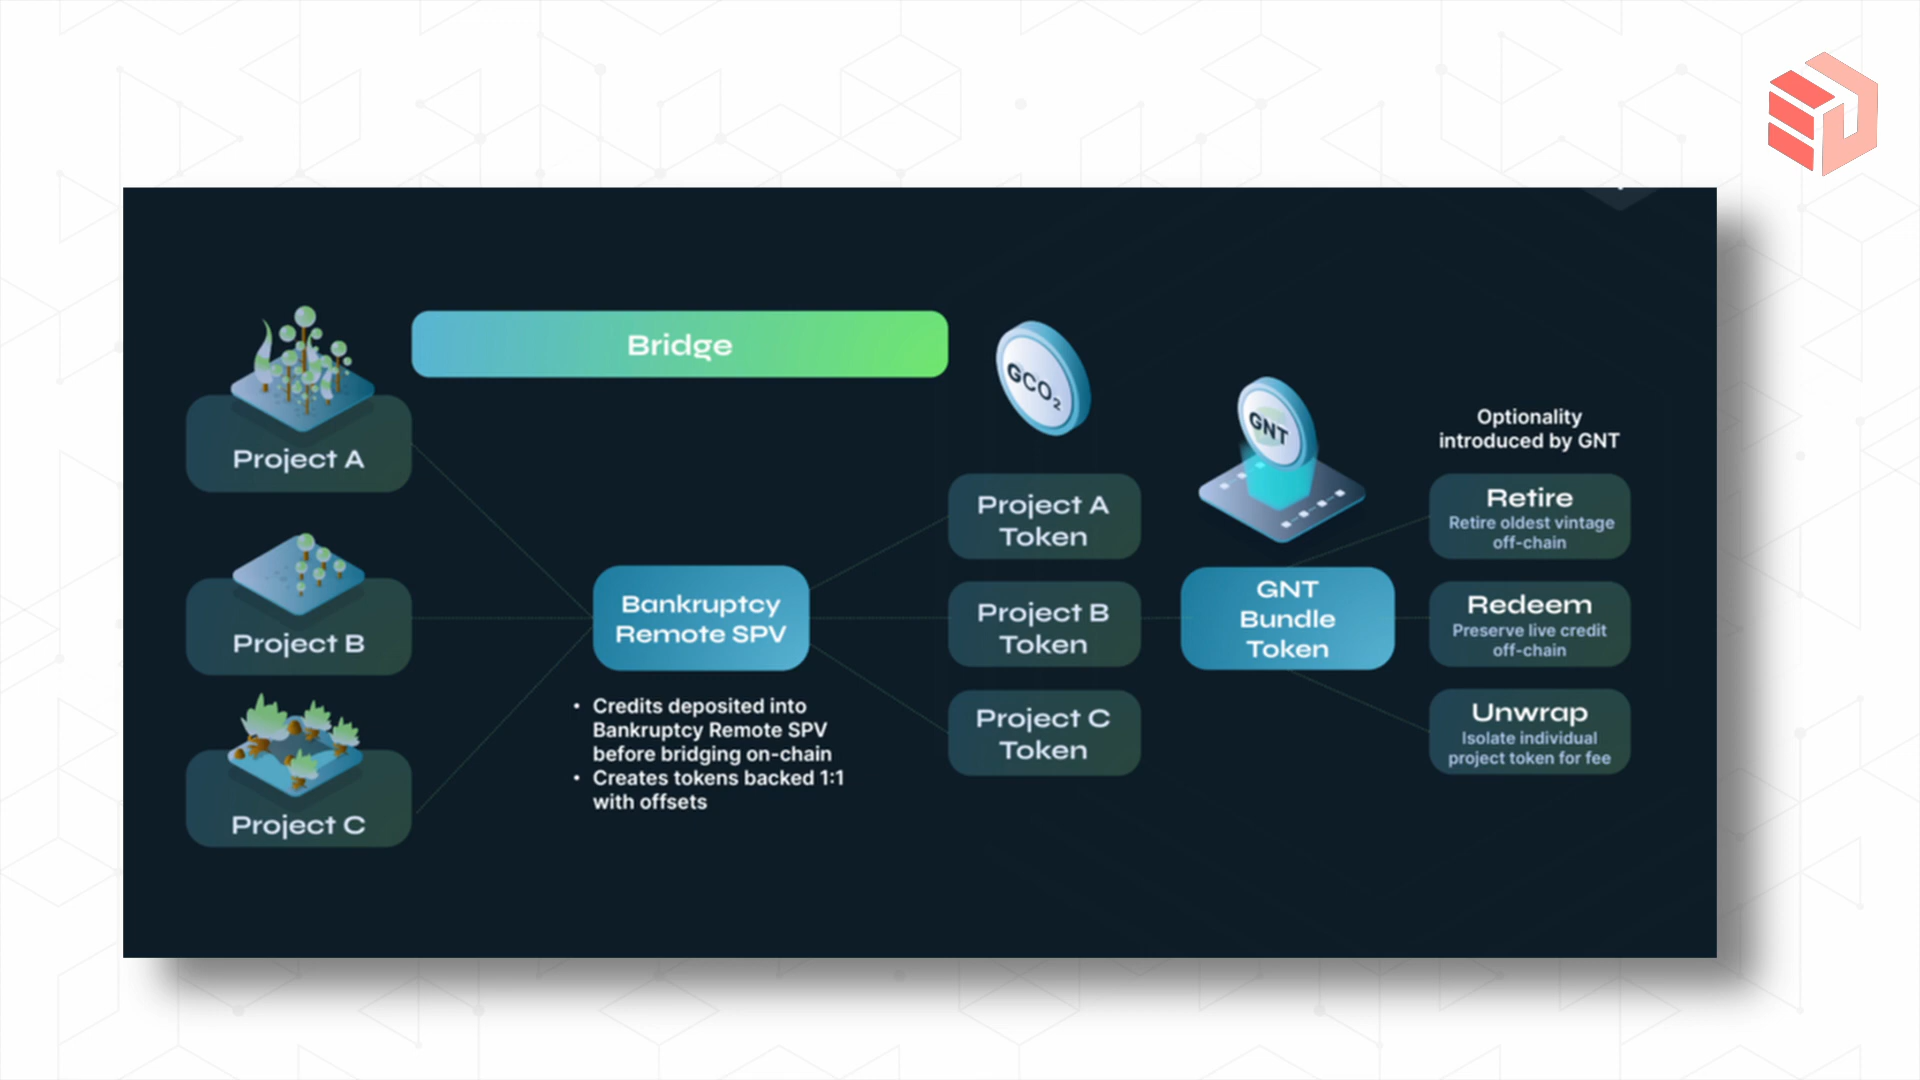 Bridge
Project A
Project B
Project C
Bankruptcy
Remote SPV
• Credits deposited into
Bankruptcy Remote SPV
before bridging on-chain
• Creates tokens backed 1:1
with offsets
GCO₂
Project A
Token
Project B
Token
Project C
Token
GNT
GNT
Bundle
Token
Optionality
introduced by GNT
Retire
Retire oldest vintage
off-chain
Redeem
Preserve live credit
off-chain
Unwrap
Isolate individual
project token for fee